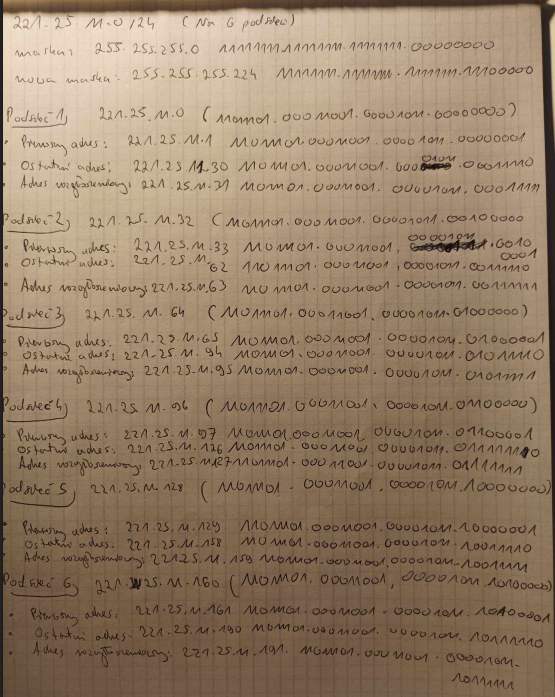 221.25.11.0/24 (Na 6 podsieci)
maska: 255.255.255.0 11111111.11111111.11111111.00000000
nowa maska: 255.255.255.224 11111111.11111111.11111111.11100000
Podsieć 1) 221.25.11.0 (11011101.00011001.00001011.00000000)
• Pierwszy adres: 221.25.11.1 11011101.00011001.00001011.00000001
• Ostatni adres: 221.25.11.30 11011101.00011001.00001011.00011110
• Adres rozgłoszeniowy: 221.25.11.31 11011101.00011001.00001011.00011111
Podsieć 2) 221.25.11.32 (11011101.00011001.00001011.00100000
• Pierwszy adres: 221.25.11.33 11011101.00011001.00001011.00100001
• Ostatni adres: 221.25.11.62 11011101.00011001.00001011.00111110
• Adres rozgłoszeniowy: 221.25.11.63 11011101.00011001.00001011.00111111
Podsieć 3) 221.25.11.64 (11011101.00011001.00001011.01000000)
• Pierwszy adres: 221.25.11.65 11011101.00011001.00001011.01000001
• Ostatni adres: 221.25.11.94 11011101.00011001.00001011.01011110
• Adres rozgłoszeniowy: 221.25.11.95 11011101.00011001.00001011.01011111
Podsieć 4) 221.25.11.96 (11011101.00011001.00001011.01100000)
Pierwszy adres: 221.25.11.97 11011101.00011001.00001011.01100001
Ostatni adres: 221.25.11.126 11011101.00011001.00001011.01111110
Adres rozgłoszeniowy: 221.25.11.127 11011101.00011001.00001011.01111111
Podsieć 5) 221.25.11.128 (11011101.00011001.00001011.10000000)
• Pierwszy adres: 221.25.11.129 11011101.00011001.00001011.10000001
• Ostatni adres: 221.25.11.158 11011101.00011001.00001011.10011110
• Adres rozgłoszeniowy: 221.25.11.159 11011101.00011001.00001011.10011111
Podsieć 6) 221.25.11.160 (11011101.00011001.00001011.10100000)
• Pierwszy adres: 221.25.11.161 11011101.00011001.00001011.10100001
• Ostatni adres: 221.25.11.190 11011101.00011001.00001011.10111110
• Adres rozgłoszeniowy: 221.25.11.191 11011101.00011001.00001011.
10111111